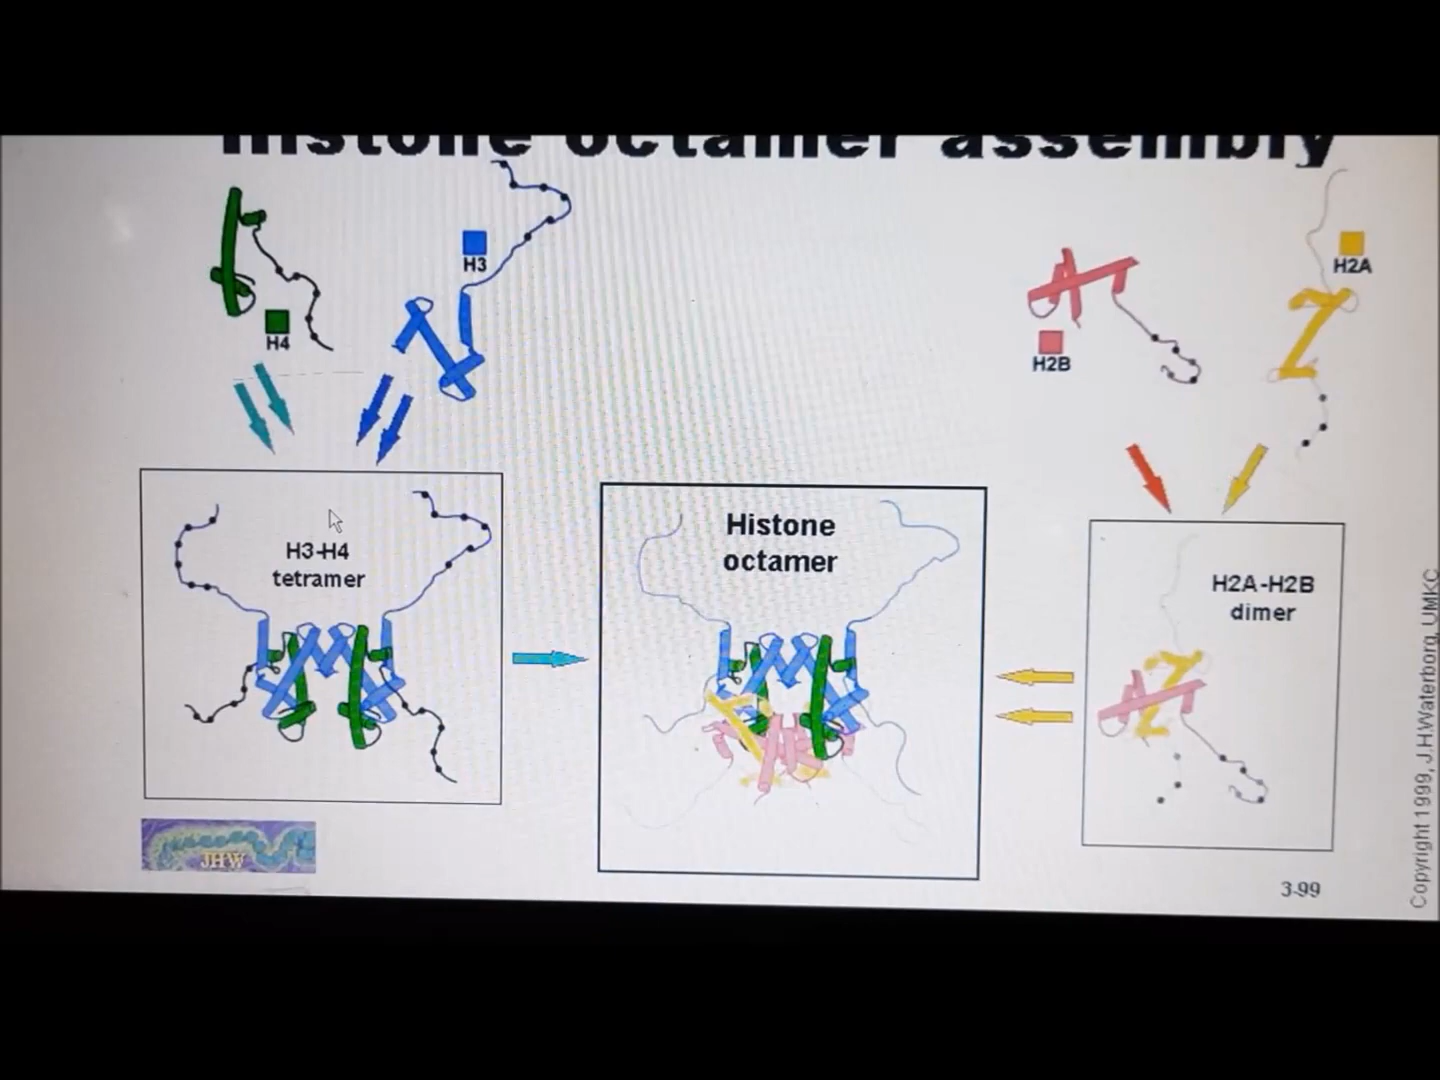 Histone octamer assembly
H3
H4
H2A
H2B
H3-H4
tetramer
Histone
octamer
H2A-H2B
dimer
JHW
3-99
Copyright 1999, J.H.Waterborg, UMKC